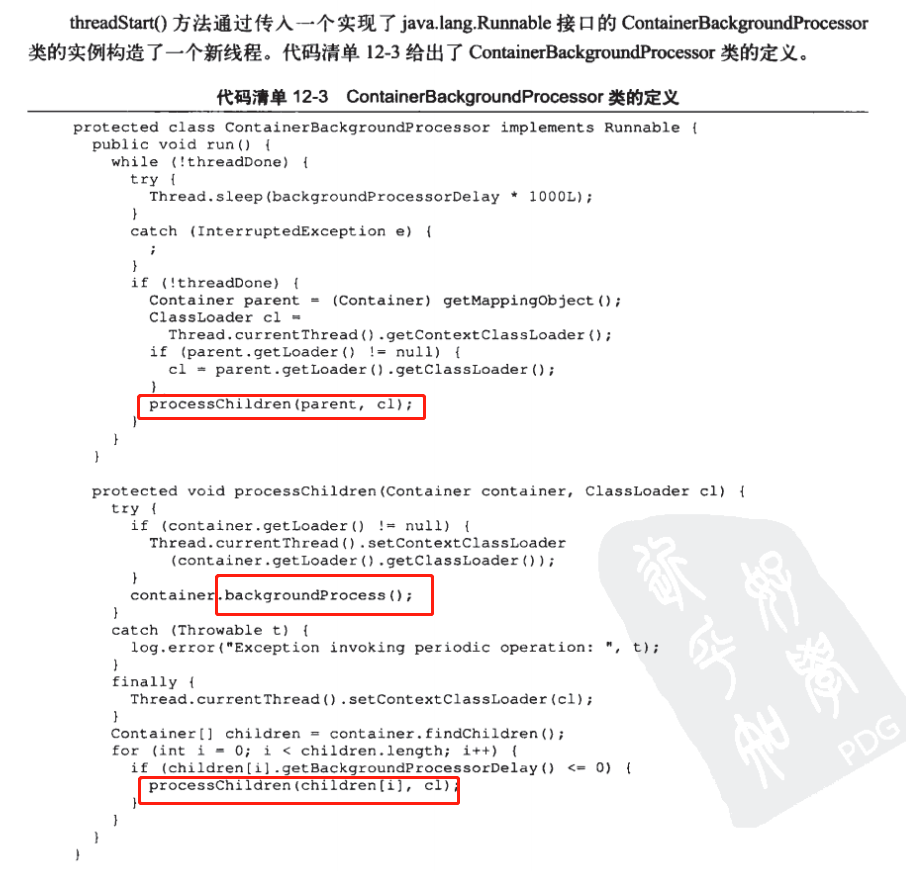 threadStart() 方法通过传入一个实现了 java.lang.Runnable 接口的 ContainerBackgroundProcessor
类的实例构造了一个新线程。代码清单 12-3 给出了 ContainerBackgroundProcessor 类的定义。
代码清单 12-3 ContainerBackgroundProcessor 类的定义
protected class ContainerBackgroundProcessor implements Runnable {
public void run() {
while (!threadDone) {
try {
Thread.sleep(backgroundProcessorDelay * 1000L);
}
catch (InterruptedException e) {
;
}
if (!threadDone) {
Container parent = (Container) getMappingObject();
ClassLoader cl =
Thread.currentThread().getContextClassLoader();
if (parent.getLoader() != null) {
cl = parent.getLoader().getClassLoader();
}
processChildren(parent, cl);
}
}
}
protected void processChildren(Container container, ClassLoader cl) {
try {
if (container.getLoader() != null) {
Thread.currentThread().setContextClassLoader
(container.getLoader().getClassLoader());
}
container.backgroundProcess();
}
catch (Throwable t) {
log.error("Exception invoking periodic operation: ", t);
}
finally {
Thread.currentThread().setContextClassLoader(cl);
}
Container[] children = container.findChildren();
for (int i = 0; i < children.length; i++) {
if (children[i].getBackgroundProcessorDelay() <= 0) {
processChildren(children[i], cl);
}
}
}
}
PDG